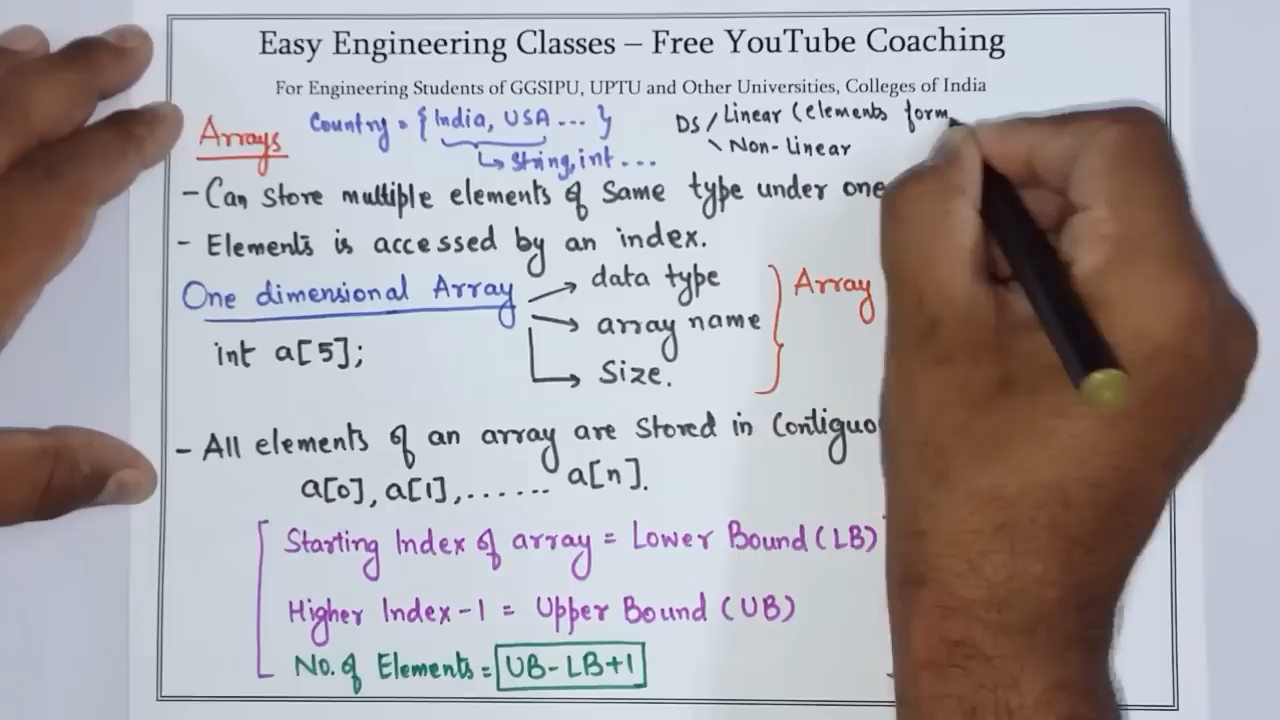 Easy Engineering Classes – Free YouTube Coaching
For Engineering Students of GGSIPU, UPTU and Other Universities, Colleges of India
Arrays Country = {India, USA ... }
↳ String, int ...
DS / Linear (elements form
\ Non-Linear
- Can store multiple elements of same type under one
- Elements is accessed by an index.
One dimensional Array → data type
→ array name
→ Size.
Array
int a[5];
- All elements of an array are stored in Contiguo
a[0], a[1], ....... a[n].
Starting Index of array = Lower Bound (LB)
Higher Index-1 = Upper Bound (UB)
No. of Elements = UB-LB+1